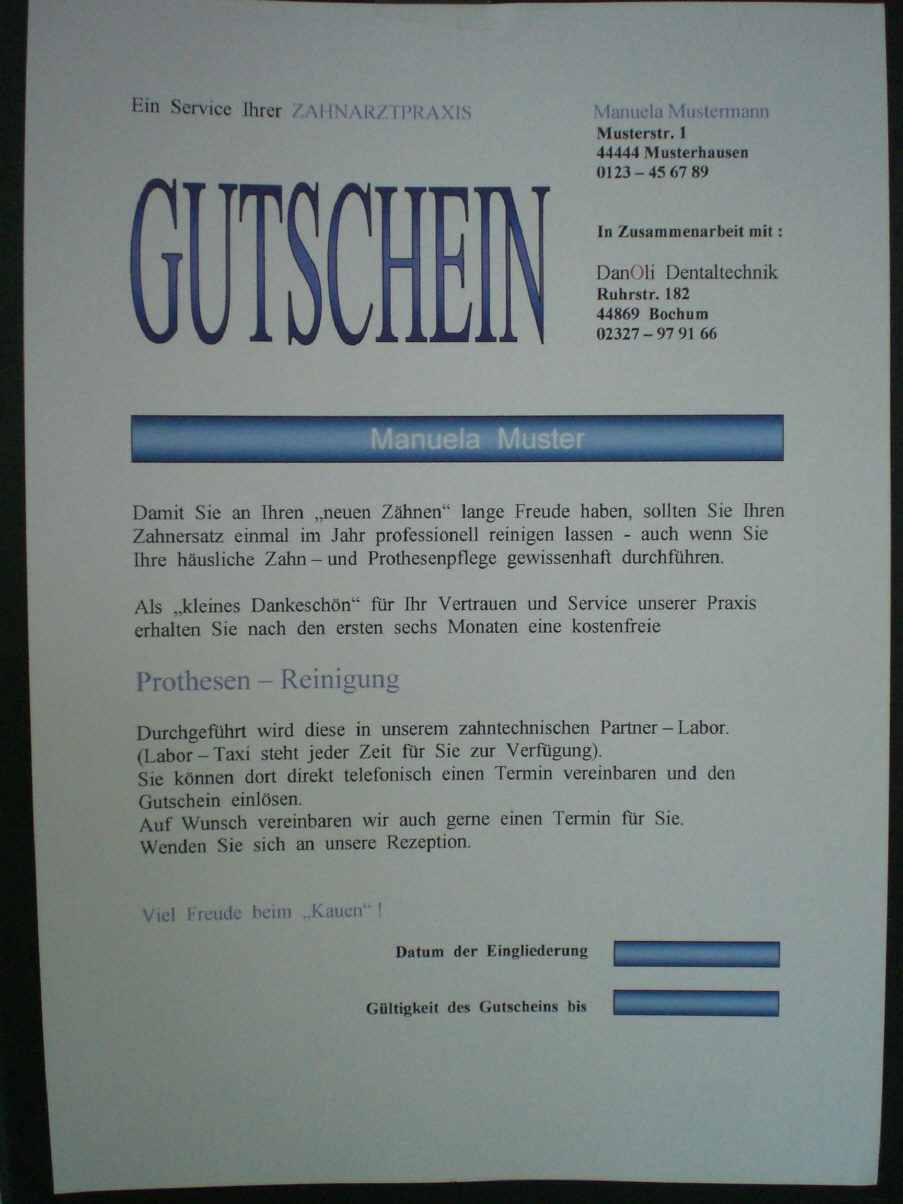 Ein Service Ihrer ZAHNARZTPRAXIS
Manuela Mustermann
Musterstr. 1
44444 Musterhausen
0123 – 45 67 89
GUTSCHEIN
In Zusammenarbeit mit :
DanOli Dentaltechnik
Ruhrstr. 182
44869 Bochum
02327 – 97 91 66
Manuela Muster
Damit Sie an Ihren „neuen Zähnen“ lange Freude haben, sollten Sie Ihren
Zahnersatz einmal im Jahr professionell reinigen lassen - auch wenn Sie
Ihre häusliche Zahn – und Prothesenpflege gewissenhaft durchführen.
Als „kleines Dankeschön“ für Ihr Vertrauen und Service unserer Praxis
erhalten Sie nach den ersten sechs Monaten eine kostenfreie
Prothesen – Reinigung
Durchgeführt wird diese in unserem zahntechnischen Partner – Labor.
(Labor – Taxi steht jeder Zeit für Sie zur Verfügung).
Sie können dort direkt telefonisch einen Termin vereinbaren und den
Gutschein einlösen.
Auf Wunsch vereinbaren wir auch gerne einen Termin für Sie.
Wenden Sie sich an unsere Rezeption.
Viel Freude beim „Kauen“ !
Datum der Eingliederung
Gültigkeit des Gutscheins bis